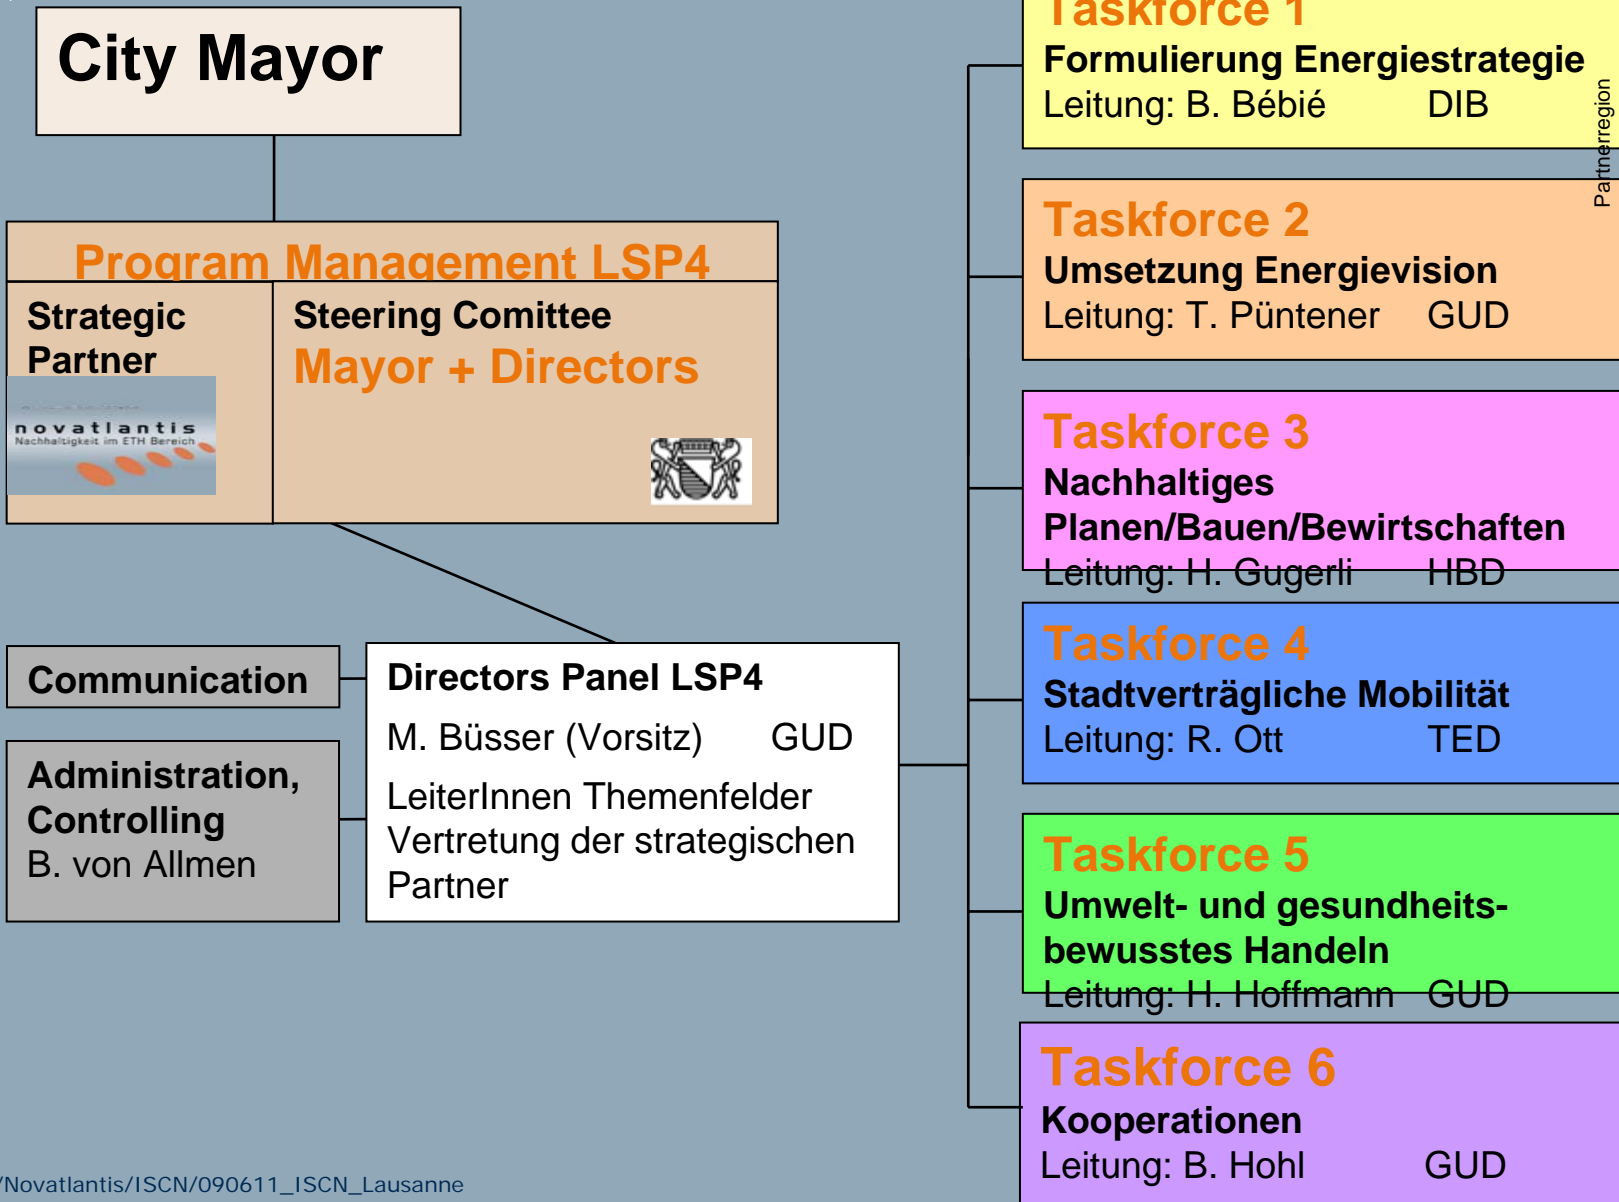 City Mayor
Program Management LSP4
Strategic
Partner
novatlantis
Nachhaltigkeit im ETH Bereich
Steering Comittee
Mayor + Directors
Communication
Administration,
Controlling
B. von Allmen
Directors Panel LSP4
M. Büsser (Vorsitz) GUD
LeiterInnen Themenfelder
Vertretung der strategischen
Partner
Taskforce 1
Formulierung Energiestrategie
Leitung: B. Bébié DIB
Partnerregion
Taskforce 2
Umsetzung Energievision
Leitung: T. Püntener GUD
Taskforce 3
Nachhaltiges
Planen/Bauen/Bewirtschaften
Leitung: H. Gugerli HBD
Taskforce 4
Stadtverträgliche Mobilität
Leitung: R. Ott TED
Taskforce 5
Umwelt- und gesundheits-
bewusstes Handeln
Leitung: H. Hoffmann GUD
Taskforce 6
Kooperationen
Leitung: B. Hohl GUD
/Novatlantis/ISCN/090611_ISCN_Lausanne